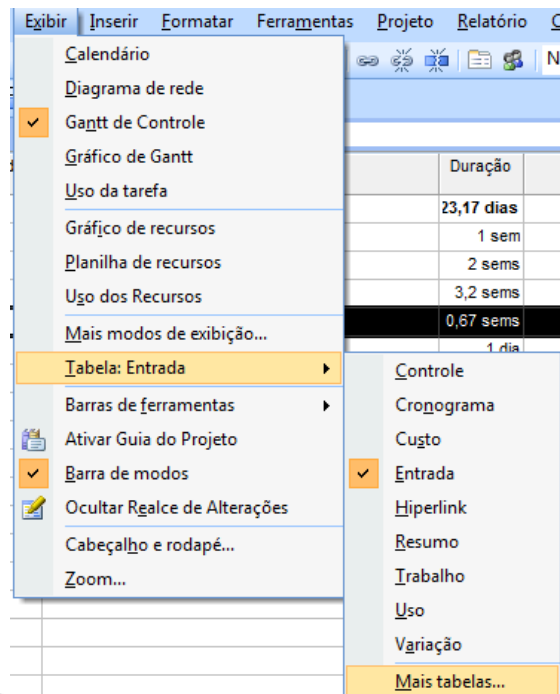 Exibir Inserir Formatar Ferramentas Projeto Relatório
Calendário
Diagrama de rede
Gantt de Controle
Gráfico de Gantt
Uso da tarefa
Gráfico de recursos
Planilha de recursos
Uso dos Recursos
Mais modos de exibição...
Tabela: Entrada
Barras de ferramentas
Ativar Guia do Projeto
Barra de modos
Ocultar Realce de Alterações
Cabeçalho e rodapé...
Zoom...
N
Duração
23,17 dias
1 sem
2 sems
3,2 sems
0,67 sems
1 dia
Controle
Cronograma
Custo
Entrada
Hiperlink
Resumo
Trabalho
Uso
Variação
Mais tabelas...